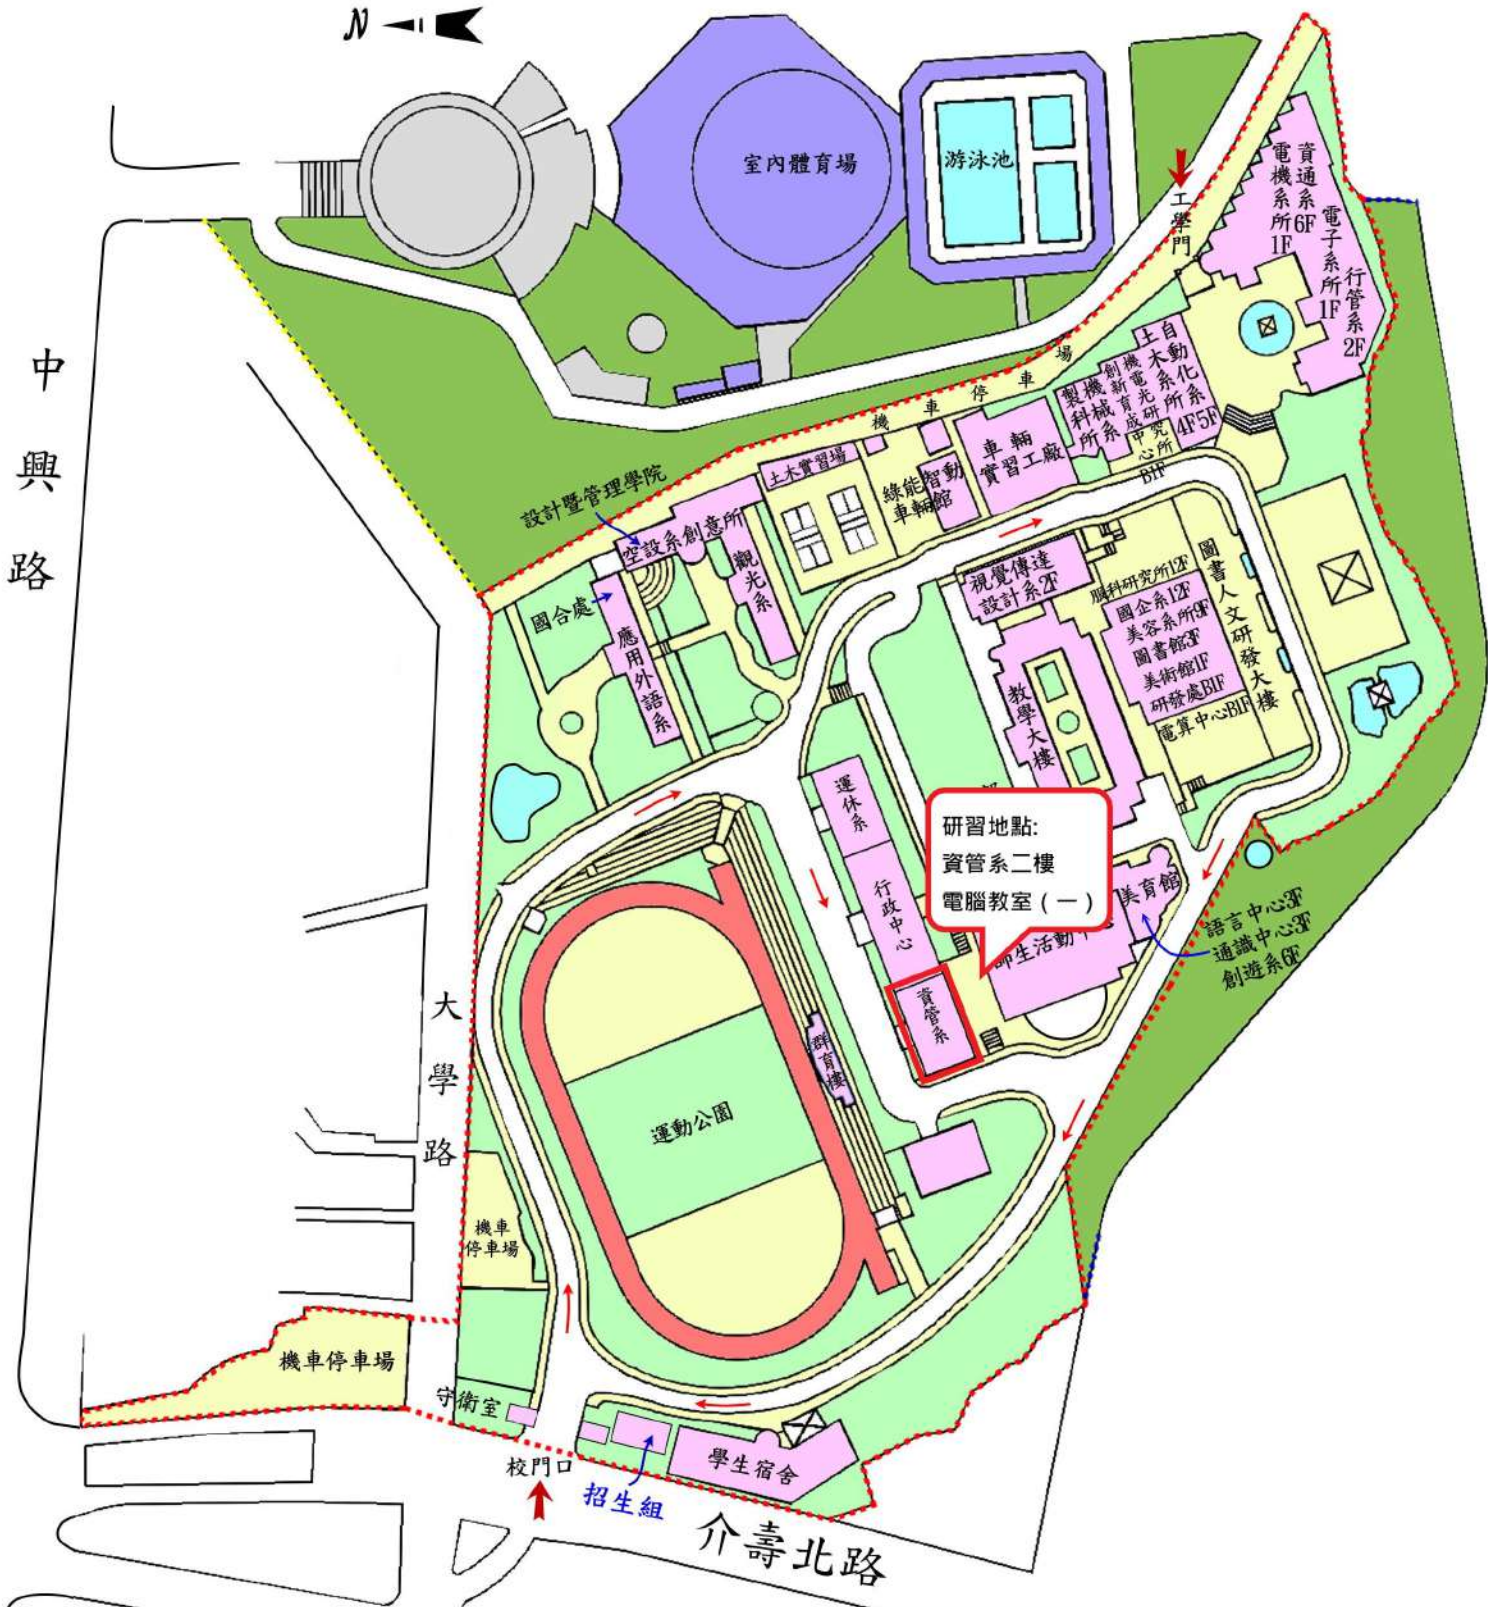 N
室內體育場
游泳池
工學門
資通系6F
電機系所1F
電子系所1F
行管系2F
中興路
機車停車場
土木實習場
綠能車輛
智動館
車輛
實習工廠
製科所
機械系
創新育成中心
機電光研究所B1F
土木系所4F
自動化系5F
設計暨管理學院
空設系創意所
觀光系
國合處
應用外語系
視覺傳達
設計系2F
腦科研究所12F
國企系12F
美容系所9F
圖書館3F
美術館1F
研發處B1F
電算中心B1F
圖書人文研發大樓
教學大樓
運休系
行政中心
資管系
研習地點:
資管系二樓
電腦教室(一)
美育館
師生活動中心
語言中心3F
通識中心3F
創遊系6F
大學路
群育樓
運動公園
機車
停車場
機車停車場
守衛室
校門口
招生組
學生宿舍
介壽北路